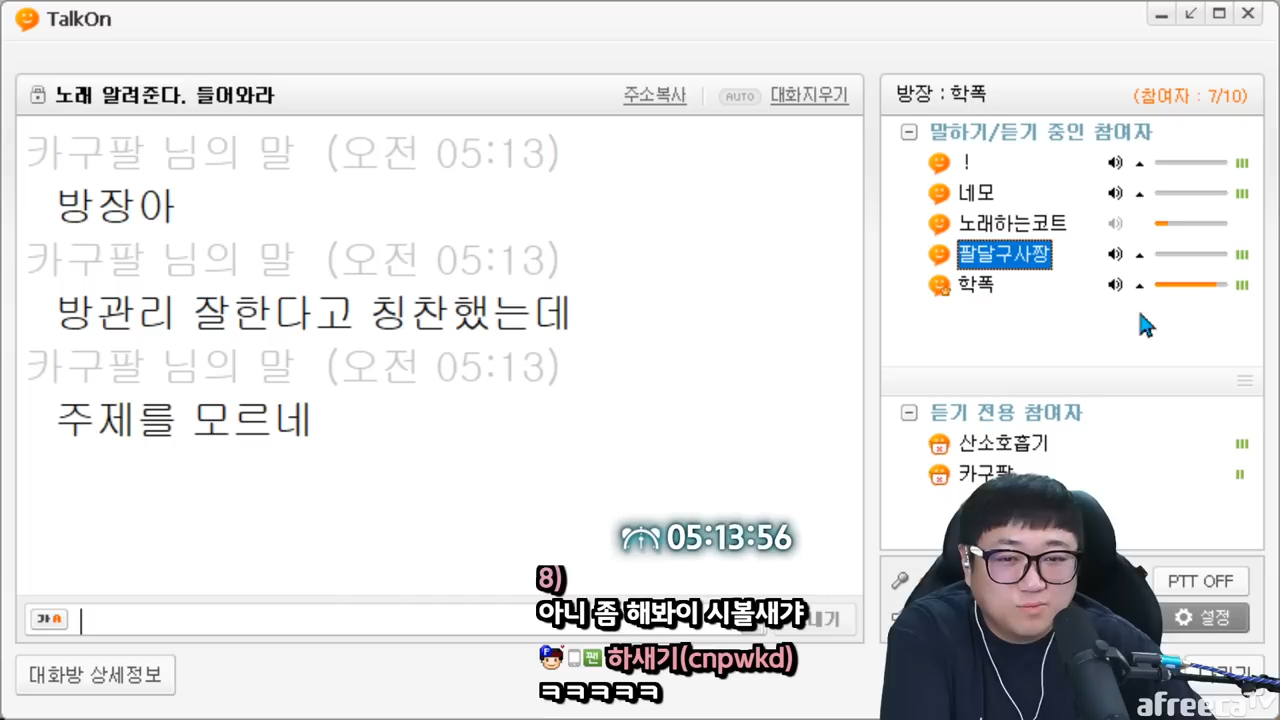 TalkOn
노래 알려준다. 들어와라
주소복사
AUTO
대화지우기
카구팔 님의 말 (오전 05:13)
방장아
카구팔 님의 말 (오전 05:13)
방관리 잘한다고 칭찬했는데
카구팔 님의 말 (오전 05:13)
주제를 모르네
방장 : 학폭
(참여자 : 7/10)
말하기/듣기 중인 참여자
!
네모
노래하는코트
팔달구사짱
학폭
듣기 전용 참여자
산소호흡기
카구팔
05:13:56
8)
아니 좀 해봐이 시볼새갸
하새기(cnpwkd)
ㅋㅋㅋㅋㅋ
가A
내기
PTT OFF
설정
대화방 상세정보
afreecaTV